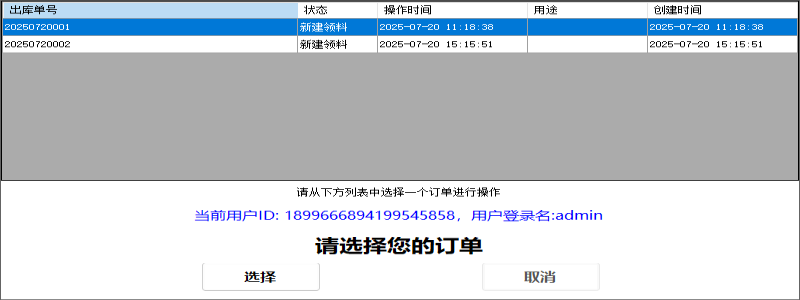 出库单号 状态 操作时间 用途 创建时间
20250720001 新建领料 2025-07-20 11:18:38 2025-07-20 11:18:38
20250720002 新建领料 2025-07-20 15:15:51 2025-07-20 15:15:51
请从下方列表中选择一个订单进行操作
当前用户ID: 1899666894199545858，用户登录名:admin
请选择您的订单
选择 取消